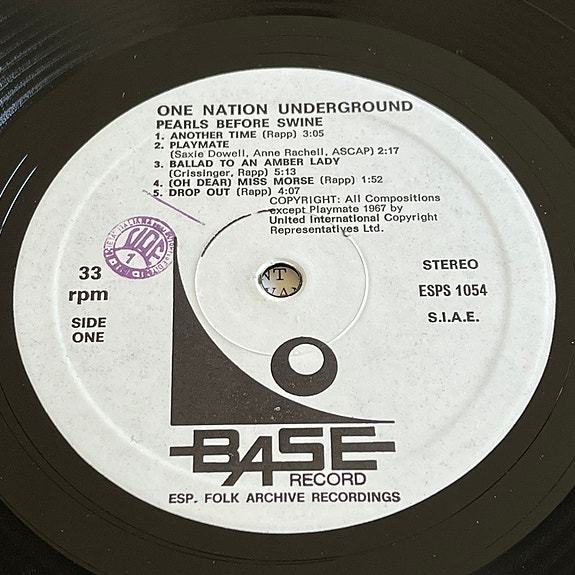 ONE NATION UNDERGROUND
PEARLS BEFORE SWINE
1. ANOTHER TIME (Rapp) 3:05
2. PLAYMATE
(Saxie Dowell, Anne Rachell, ASCAP) 2:17
3. BALLAD TO AN AMBER LADY
(Crissinger, Rapp) 5:13
4. (OH DEAR) MISS MORSE (Rapp) 1:52
5. DROP OUT (Rapp) 4:07
COPYRIGHT: All Compositions
except Playmate 1967 by
United International Copyright
Representatives Ltd.
33
rpm
SIDE
ONE
STEREO
ESPS 1054
S.I.A.E.
BASE
RECORD
ESP. FOLK ARCHIVE RECORDINGS